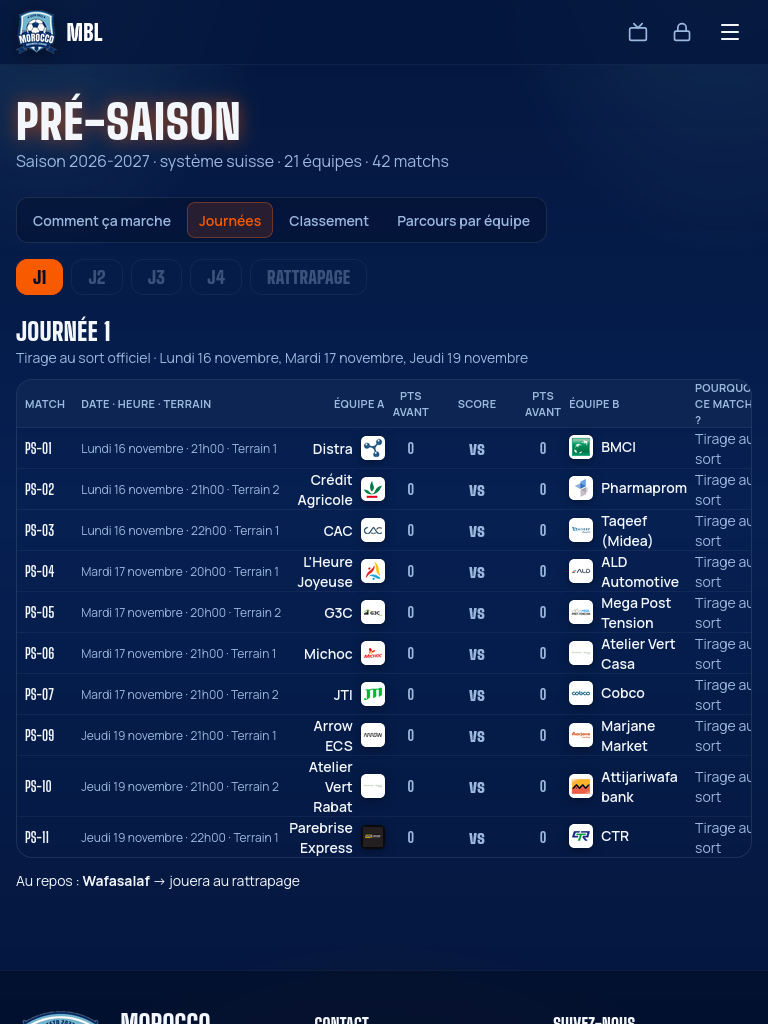 MOROCCO
MBL
PRÉ-SAISON
Saison 2026-2027 · système suisse · 21 équipes · 42 matchs
Comment ça marche Journées Classement Parcours par équipe
J1 J2 J3 J4 RATTRAPAGE
JOURNÉE 1
Tirage au sort officiel · Lundi 16 novembre, Mardi 17 novembre, Jeudi 19 novembre
MATCH DATE · HEURE · TERRAIN ÉQUIPE A PTS AVANT SCORE PTS AVANT ÉQUIPE B POURQUO CE MATCH ?
PS-01 Lundi 16 novembre · 21h00 · Terrain 1 Distra 0 VS 0 BMCI Tirage au sort
PS-02 Lundi 16 novembre · 21h00 · Terrain 2 Crédit Agricole 0 VS 0 Pharmaprom Tirage au sort
PS-03 Lundi 16 novembre · 22h00 · Terrain 1 CAC CAC 0 VS 0 Taqeef (Midea) Tirage au sort
PS-04 Mardi 17 novembre · 20h00 · Terrain 1 L'Heure Joyeuse 0 VS 0 ALD ALD Automotive Tirage au sort
PS-05 Mardi 17 novembre · 20h00 · Terrain 2 G3C G3C 0 VS 0 Mega Post Tension Tirage au sort
PS-06 Mardi 17 novembre · 21h00 · Terrain 1 Michoc MICHOC 0 VS 0 Atelier Vert Casa Tirage au sort
PS-07 Mardi 17 novembre · 21h00 · Terrain 2 JTI JTI 0 VS 0 cobco Cobco Tirage au sort
PS-09 Jeudi 19 novembre · 21h00 · Terrain 1 Arrow ECS ARROW 0 VS 0 Marjane Market Tirage au sort
PS-10 Jeudi 19 novembre · 21h00 · Terrain 2 Atelier Vert Rabat 0 VS 0 Attijariwafa bank Tirage au sort
PS-11 Jeudi 19 novembre · 22h00 · Terrain 1 Parebrise Express 0 VS 0 CTR CTR Tirage au sort
Au repos : Wafasalaf → jouera au rattrapage
MOROCCO CONTACT SUIVEZ-NOUS